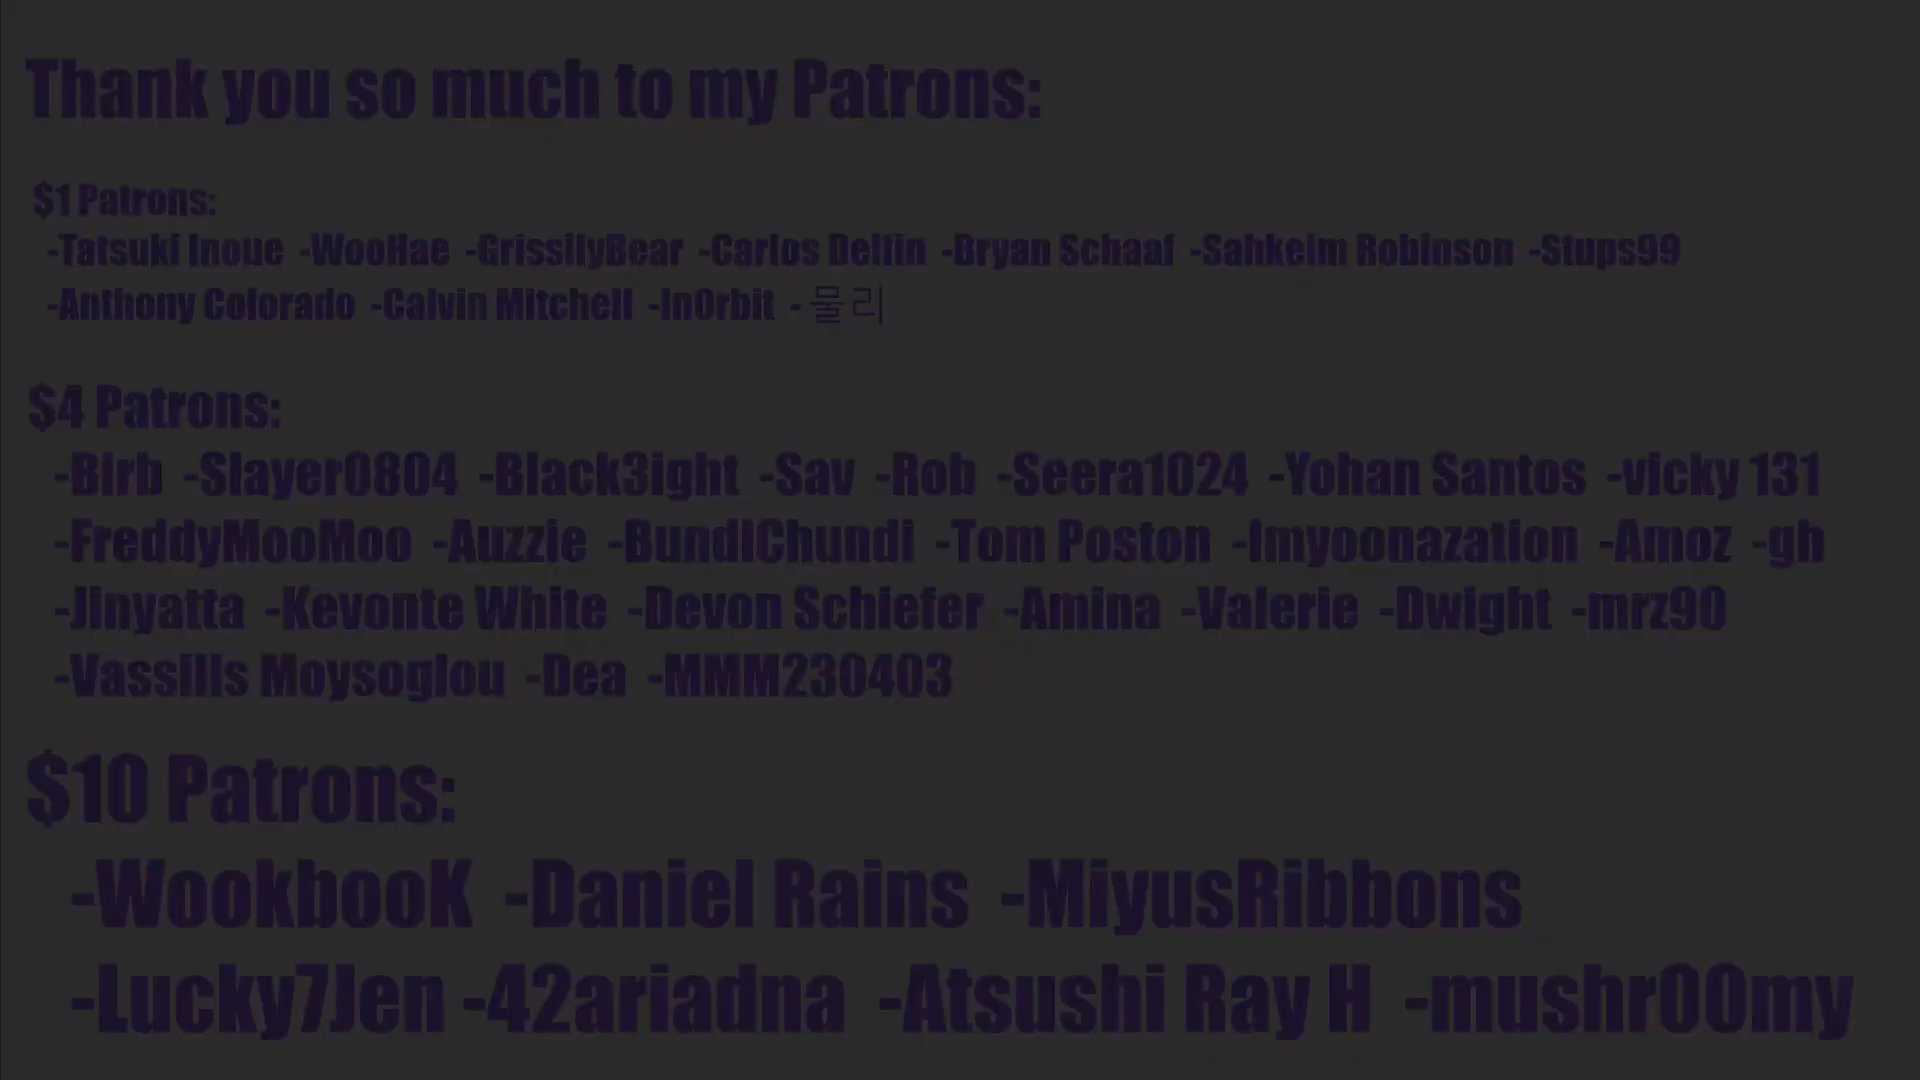 Thank you so much to my Patrons:
$1 Patrons:
-Tatsuki Inoue -WooHae -GrissilyBear -Carlos Delfin -Bryan Schaaf -Sahkeim Robinson -Stups99
-Anthony Colorado -Calvin Mitchell -InOrbit - 물리
$4 Patrons:
-Birb -Slayer0804 -Black3ight -Sav -Rob -Seera1024 -Yohan Santos -vicky 131
-FreddyMooMoo -Auzzie -BundiChundi -Tom Poston -Imyoonazation -Amoz -gh
-Jinyatta -Kevonte White -Devon Schiefer -Amina -Valerie -Dwight -mrz90
-Vassilis Moysoglou -Dea -MMM230403
$10 Patrons:
-WookbooK -Daniel Rains -MiyusRibbons
-Lucky7Jen -42ariadna -Atsushi Ray H -mushr00my